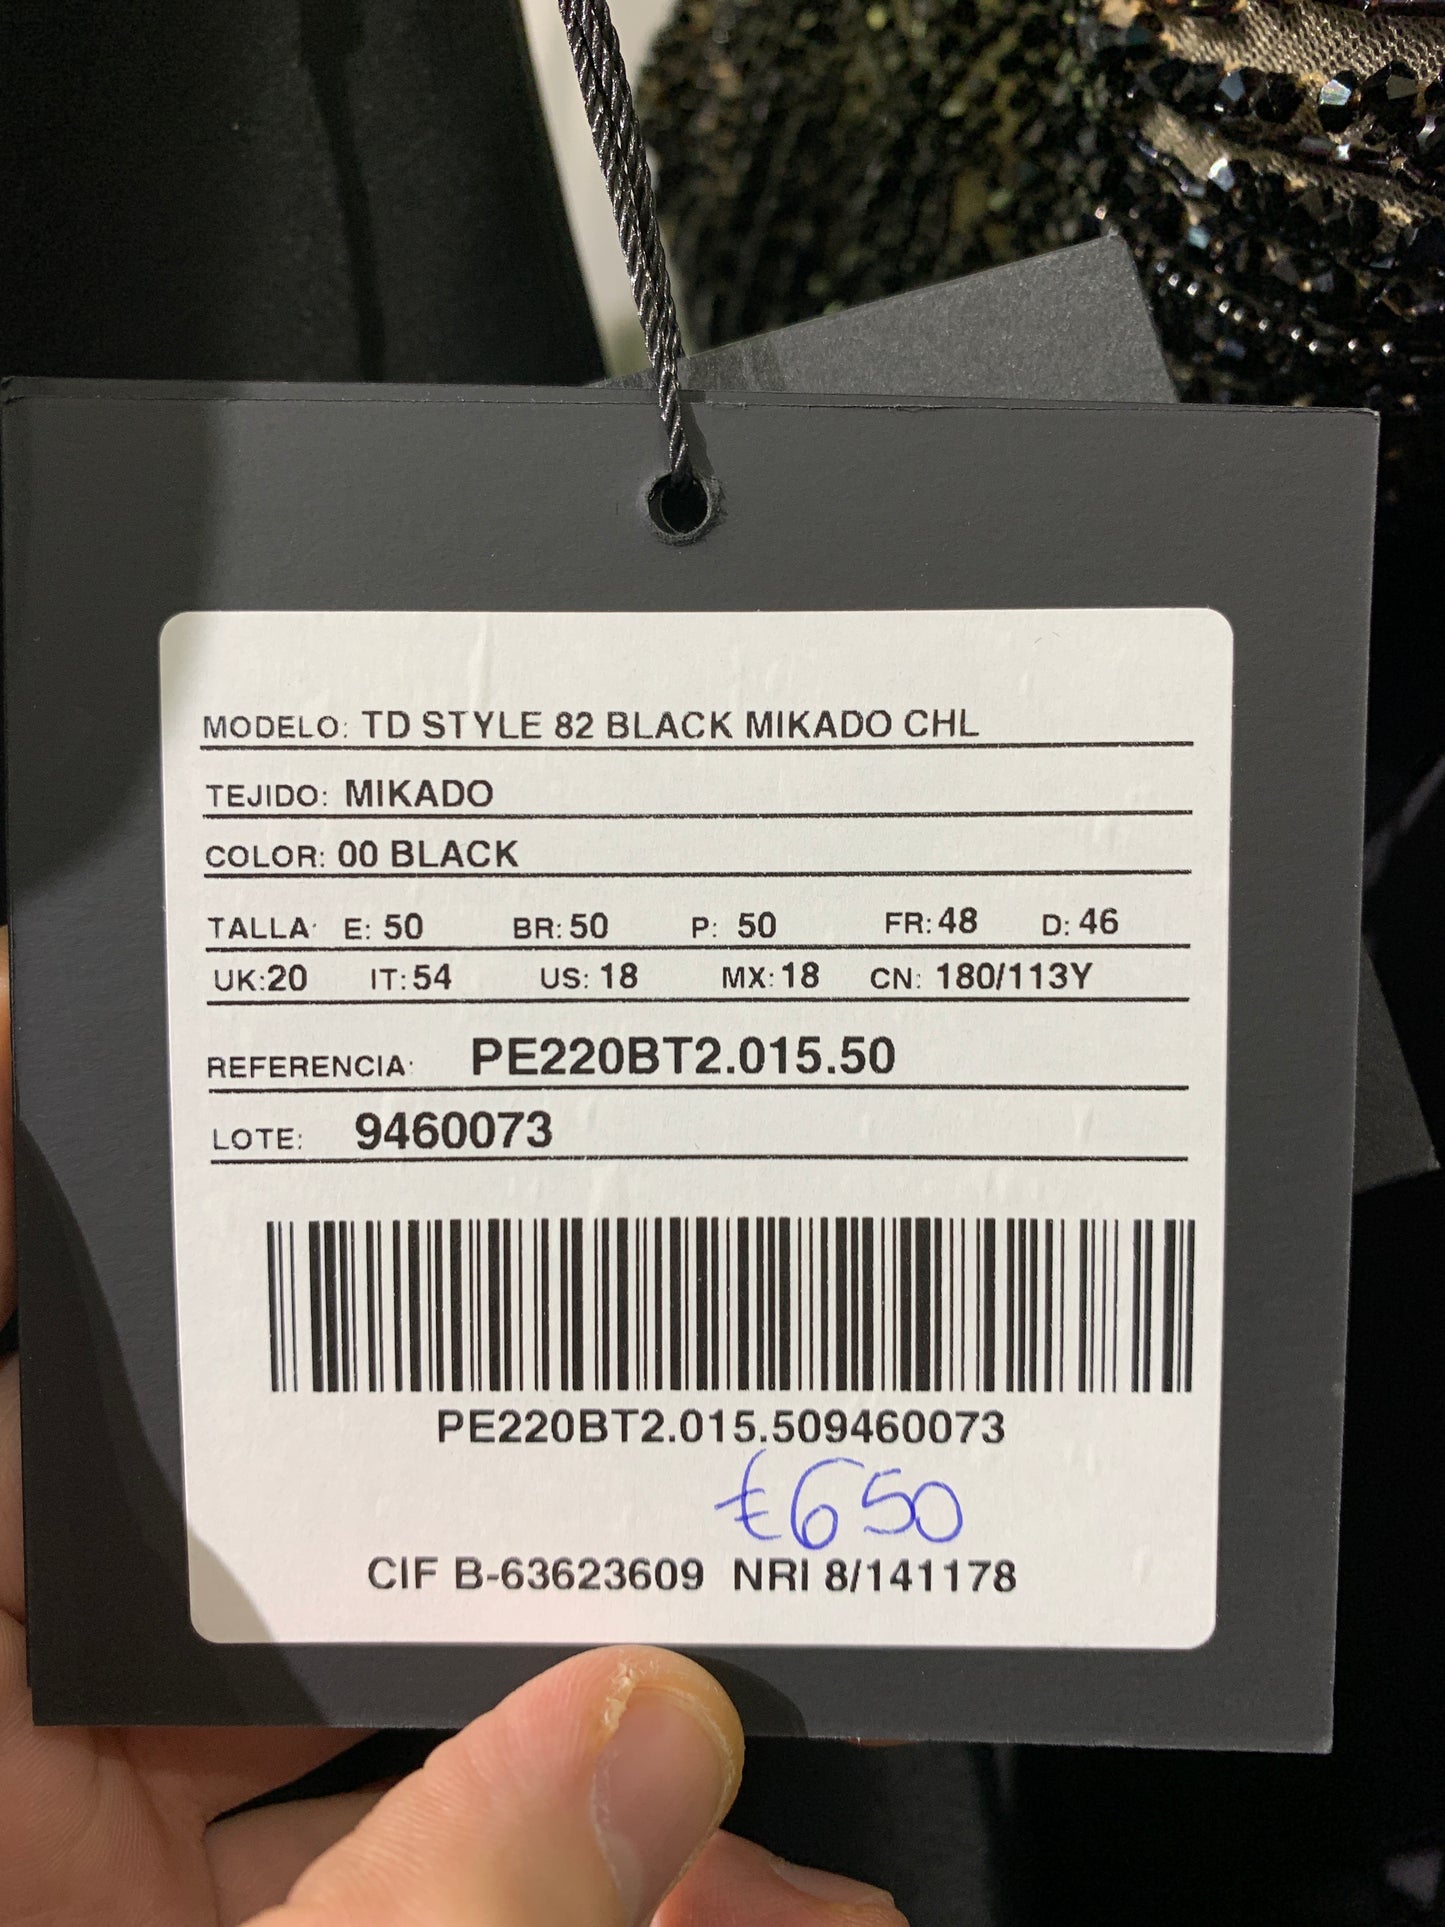 MODELO: TD STYLE 82 BLACK MIKADO CHL
TEJIDO: MIKADO
COLOR: 00 BLACK
TALLA: E: 50 BR: 50 P: 50 FR: 48 D: 46
UK:20 IT: 54 US: 18 MX: 18 CN: 180/113Y
REFERENCIA: PE220BT2.015.50
LOTE: 9460073
PE220BT2.015.509460073
€650
CIF B-63623609 NRI 8/141178